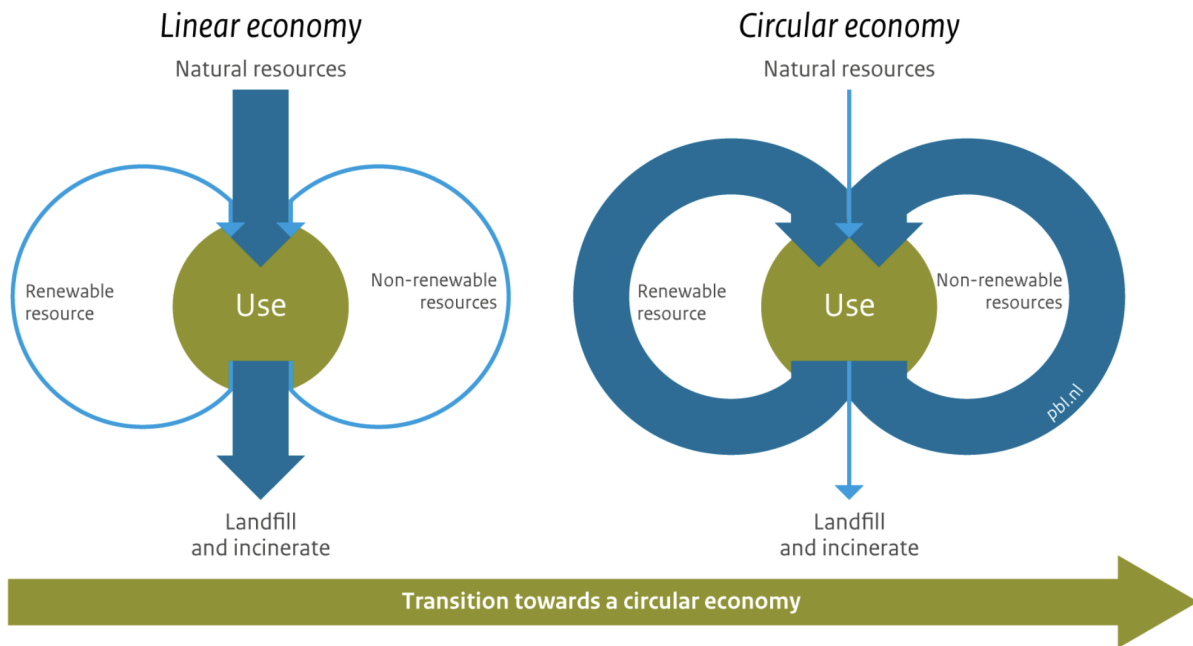 Linear economy
Natural resources
Renewable
resource
Use
Non-renewable
resources
Landfill
and incinerate
Circular economy
Natural resources
Renewable
resource
Use
Non-renewable
resources
pbl.nl
Landfill
and incinerate
Transition towards a circular economy